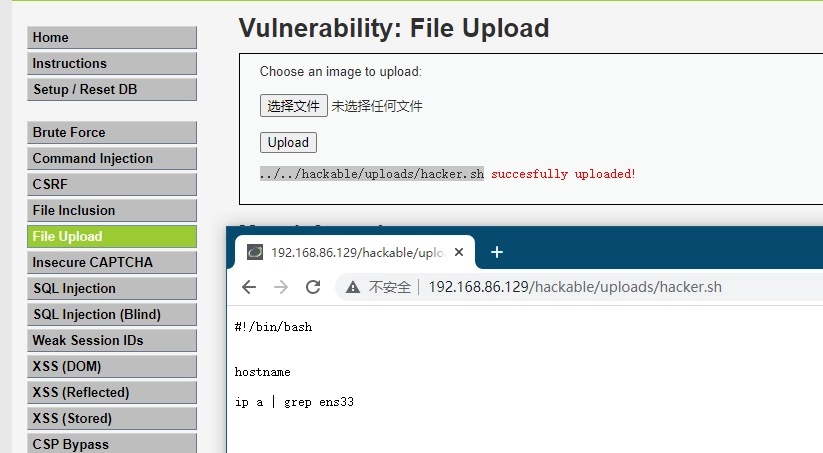 Home
Instructions
Setup / Reset DB
Brute Force
Command Injection
CSRF
File Inclusion
File Upload
Insecure CAPTCHA
SQL Injection
SQL Injection (Blind)
Weak Session IDs
XSS (DOM)
XSS (Reflected)
XSS (Stored)
CSP Bypass
Vulnerability: File Upload
Choose an image to upload:
选择文件 未选择任何文件
Upload
../../hackable/uploads/hacker.sh succesfully uploaded!
192.168.86.129/hackable/uplo
不安全 192.168.86.129/hackable/uploads/hacker.sh
#!/bin/bash
hostname
ip a | grep ens33